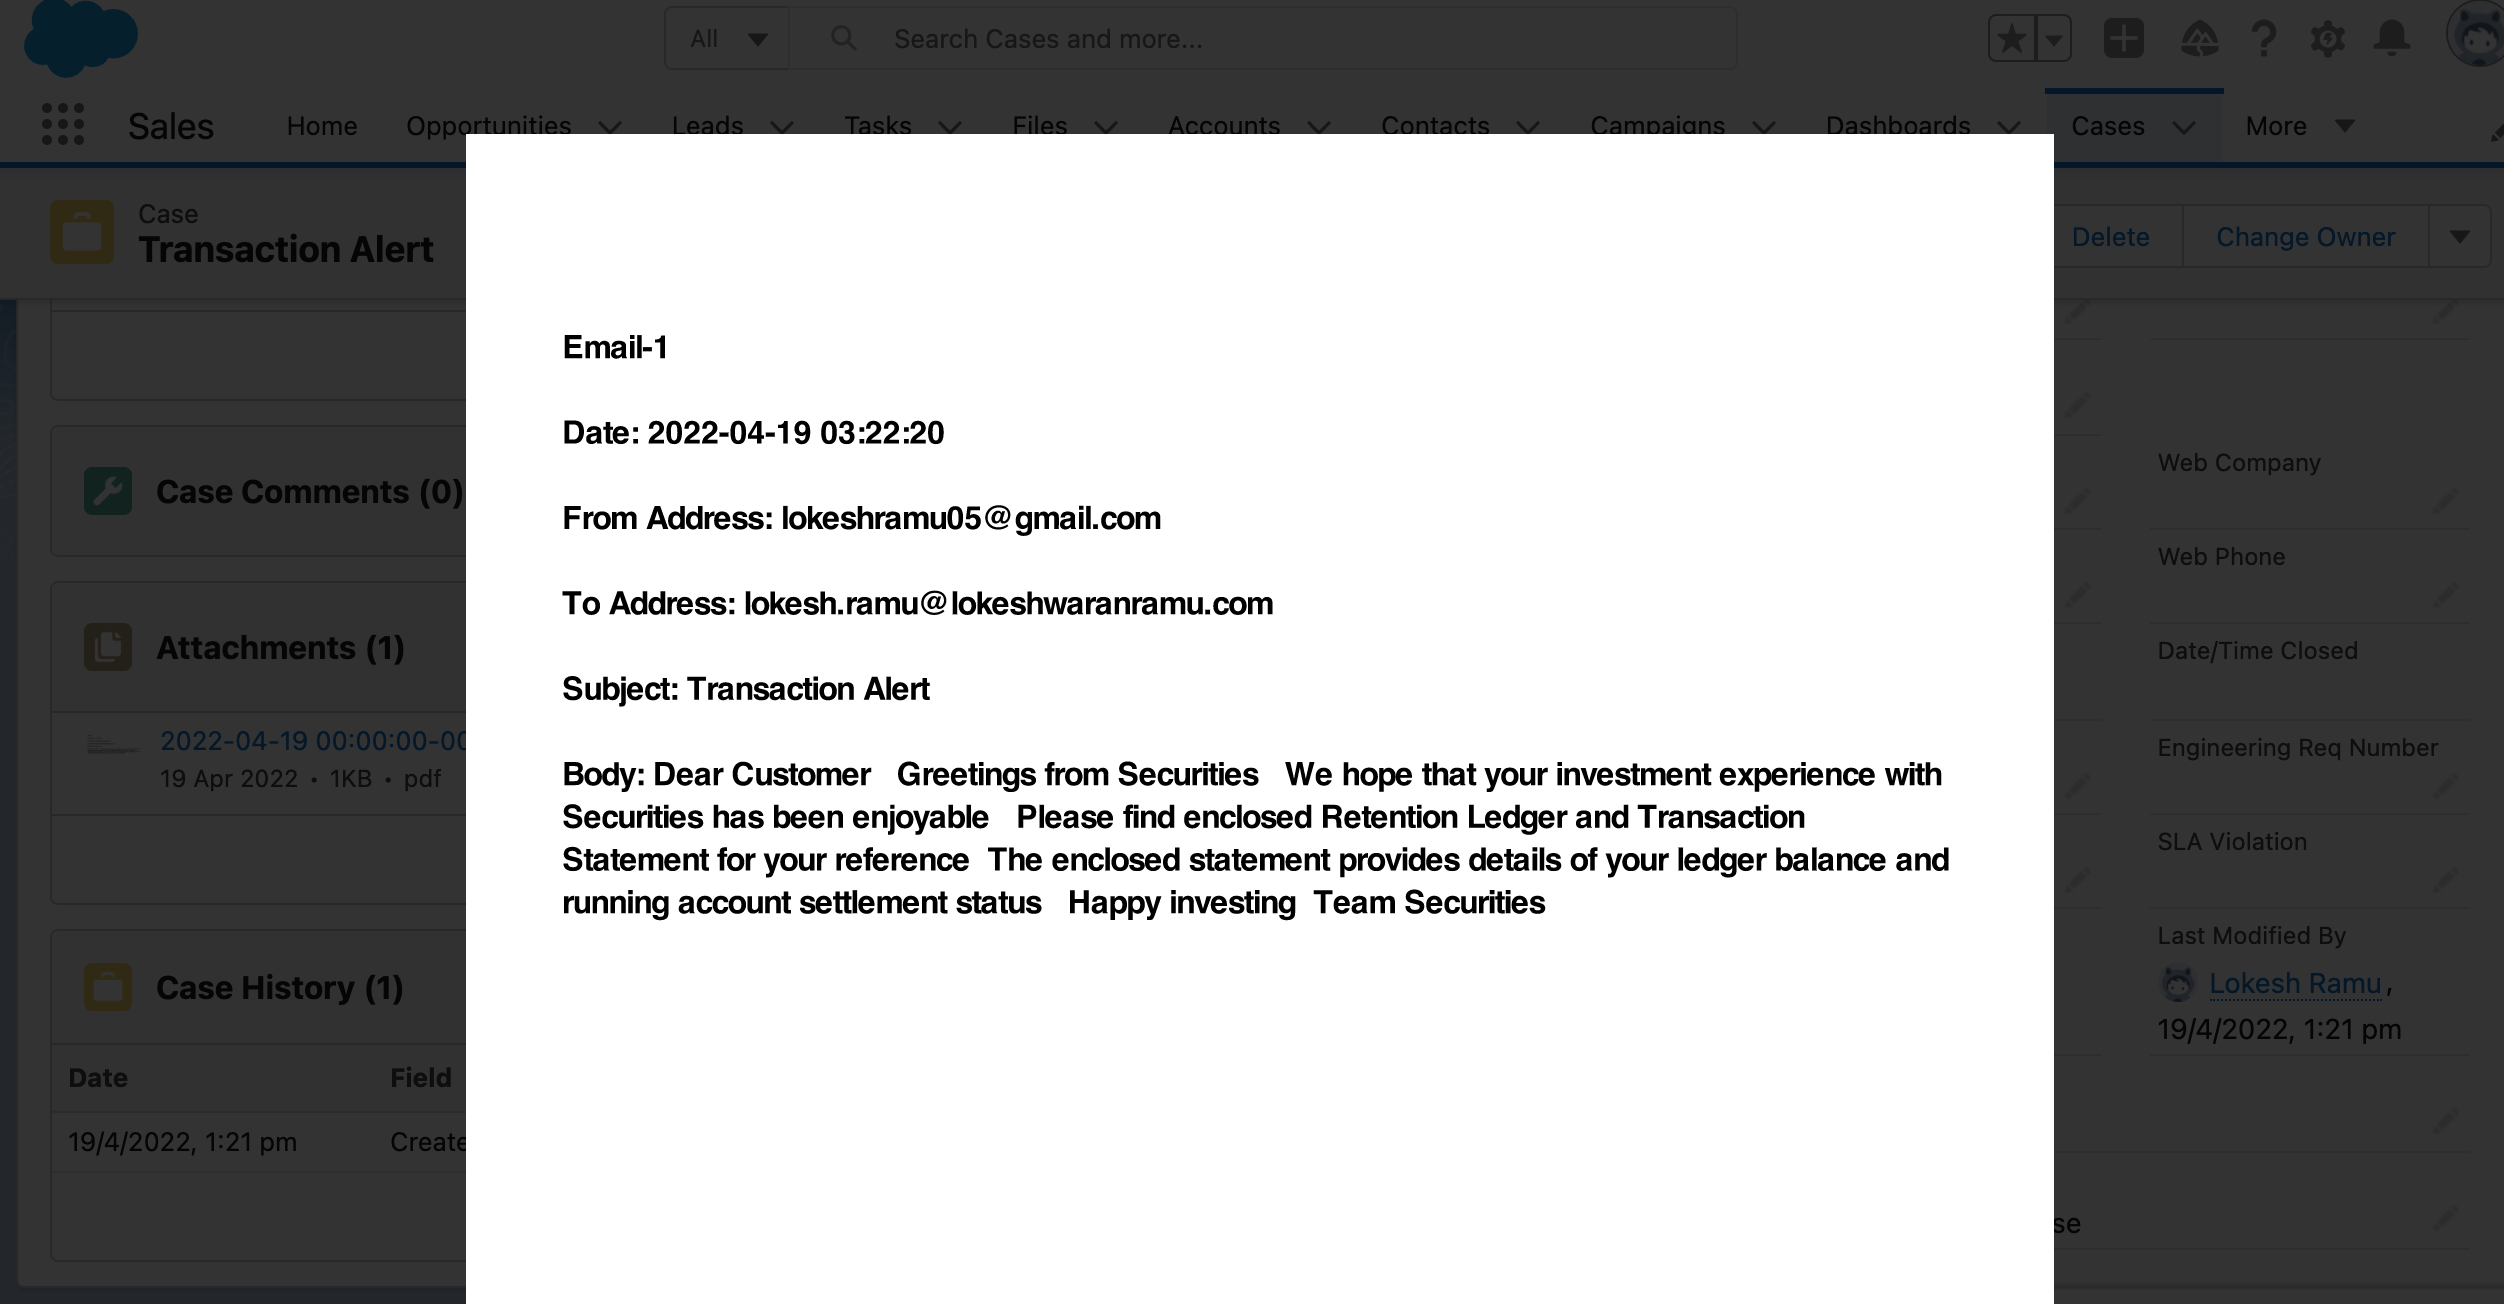 All
Search Cases and more...
Sales
Home
Opportunities
Leads
Tasks
Files
Accounts
Contacts
Campaigns
Dashboards
Cases
More
Case
Transaction Alert
Delete
Change Owner
Email-1
Date: 2022-04-19 03:22:20
From Address: lokeshramu05@gmail.com
To Address: lokesh.ramu@lokeshwaranramu.com
Subject: Transaction Alert
Body: Dear Customer   Greetings from Securities   We hope that your investment experience with
Securities has been enjoyable   Please find enclosed Retention Ledger and Transaction
Statement for your reference  The enclosed statement provides details of your ledger balance and
running account settlement status   Happy investing  Team Securities
Case Comments (0)
Attachments (1)
2022-04-19 00:00:00-00
19 Apr 2022 • 1KB • pdf
Case History (1)
Date
Field
19/4/2022, 1:21 pm
Create
Web Company
Web Phone
Date/Time Closed
Engineering Req Number
SLA Violation
Last Modified By
Lokesh Ramu,
19/4/2022, 1:21 pm
se